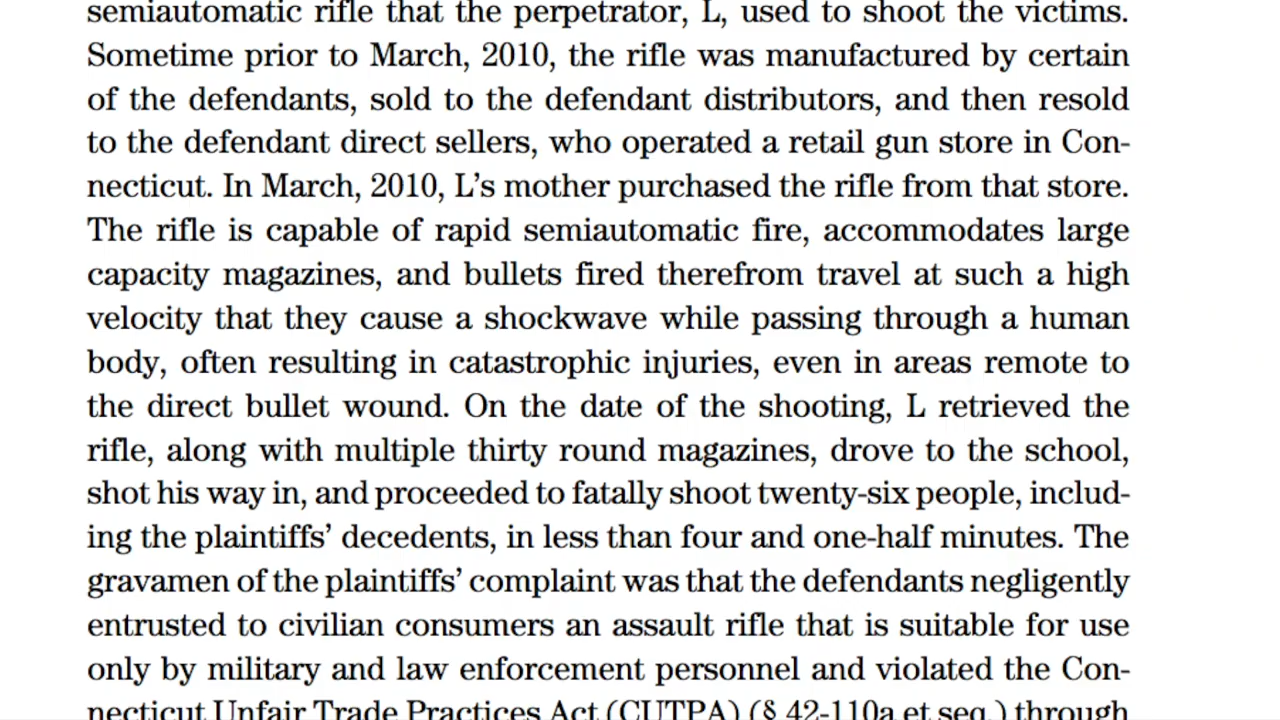 semiautomatic rifle that the perpetrator, L, used to shoot the victims.
Sometime prior to March, 2010, the rifle was manufactured by certain
of the defendants, sold to the defendant distributors, and then resold
to the defendant direct sellers, who operated a retail gun store in Con-
necticut. In March, 2010, L’s mother purchased the rifle from that store.
The rifle is capable of rapid semiautomatic fire, accommodates large
capacity magazines, and bullets fired therefrom travel at such a high
velocity that they cause a shockwave while passing through a human
body, often resulting in catastrophic injuries, even in areas remote to
the direct bullet wound. On the date of the shooting, L retrieved the
rifle, along with multiple thirty round magazines, drove to the school,
shot his way in, and proceeded to fatally shoot twenty-six people, includ-
ing the plaintiffs’ decedents, in less than four and one-half minutes. The
gravamen of the plaintiffs’ complaint was that the defendants negligently
entrusted to civilian consumers an assault rifle that is suitable for use
only by military and law enforcement personnel and violated the Con-
necticut Unfair Trade Practices Act (CUTPA) (§ 42-110a et seq.) through